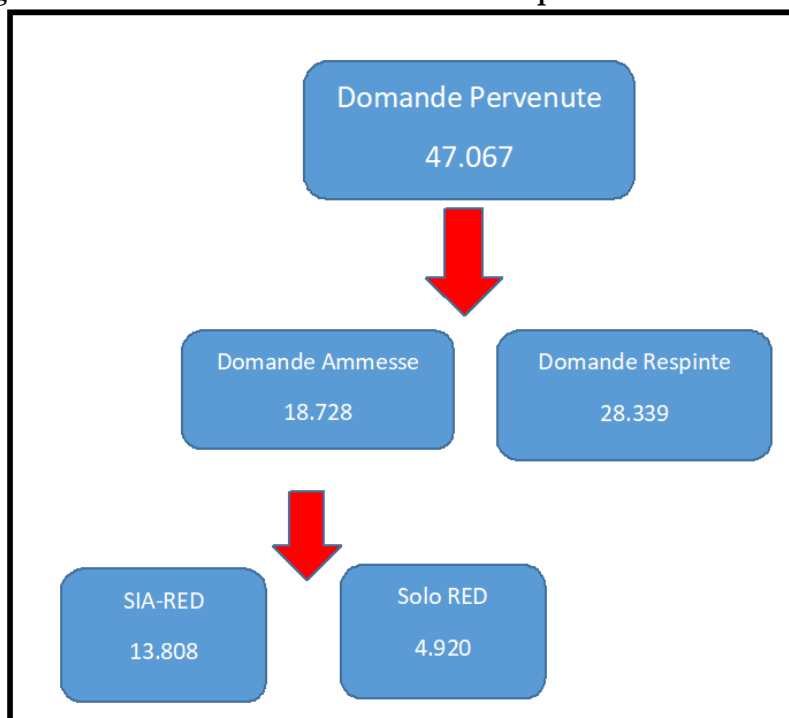 Domande Pervenute
47.067
Domande Ammesse
18.728
Domande Respinte
28.339
SIA-RED
13.808
Solo RED
4.920